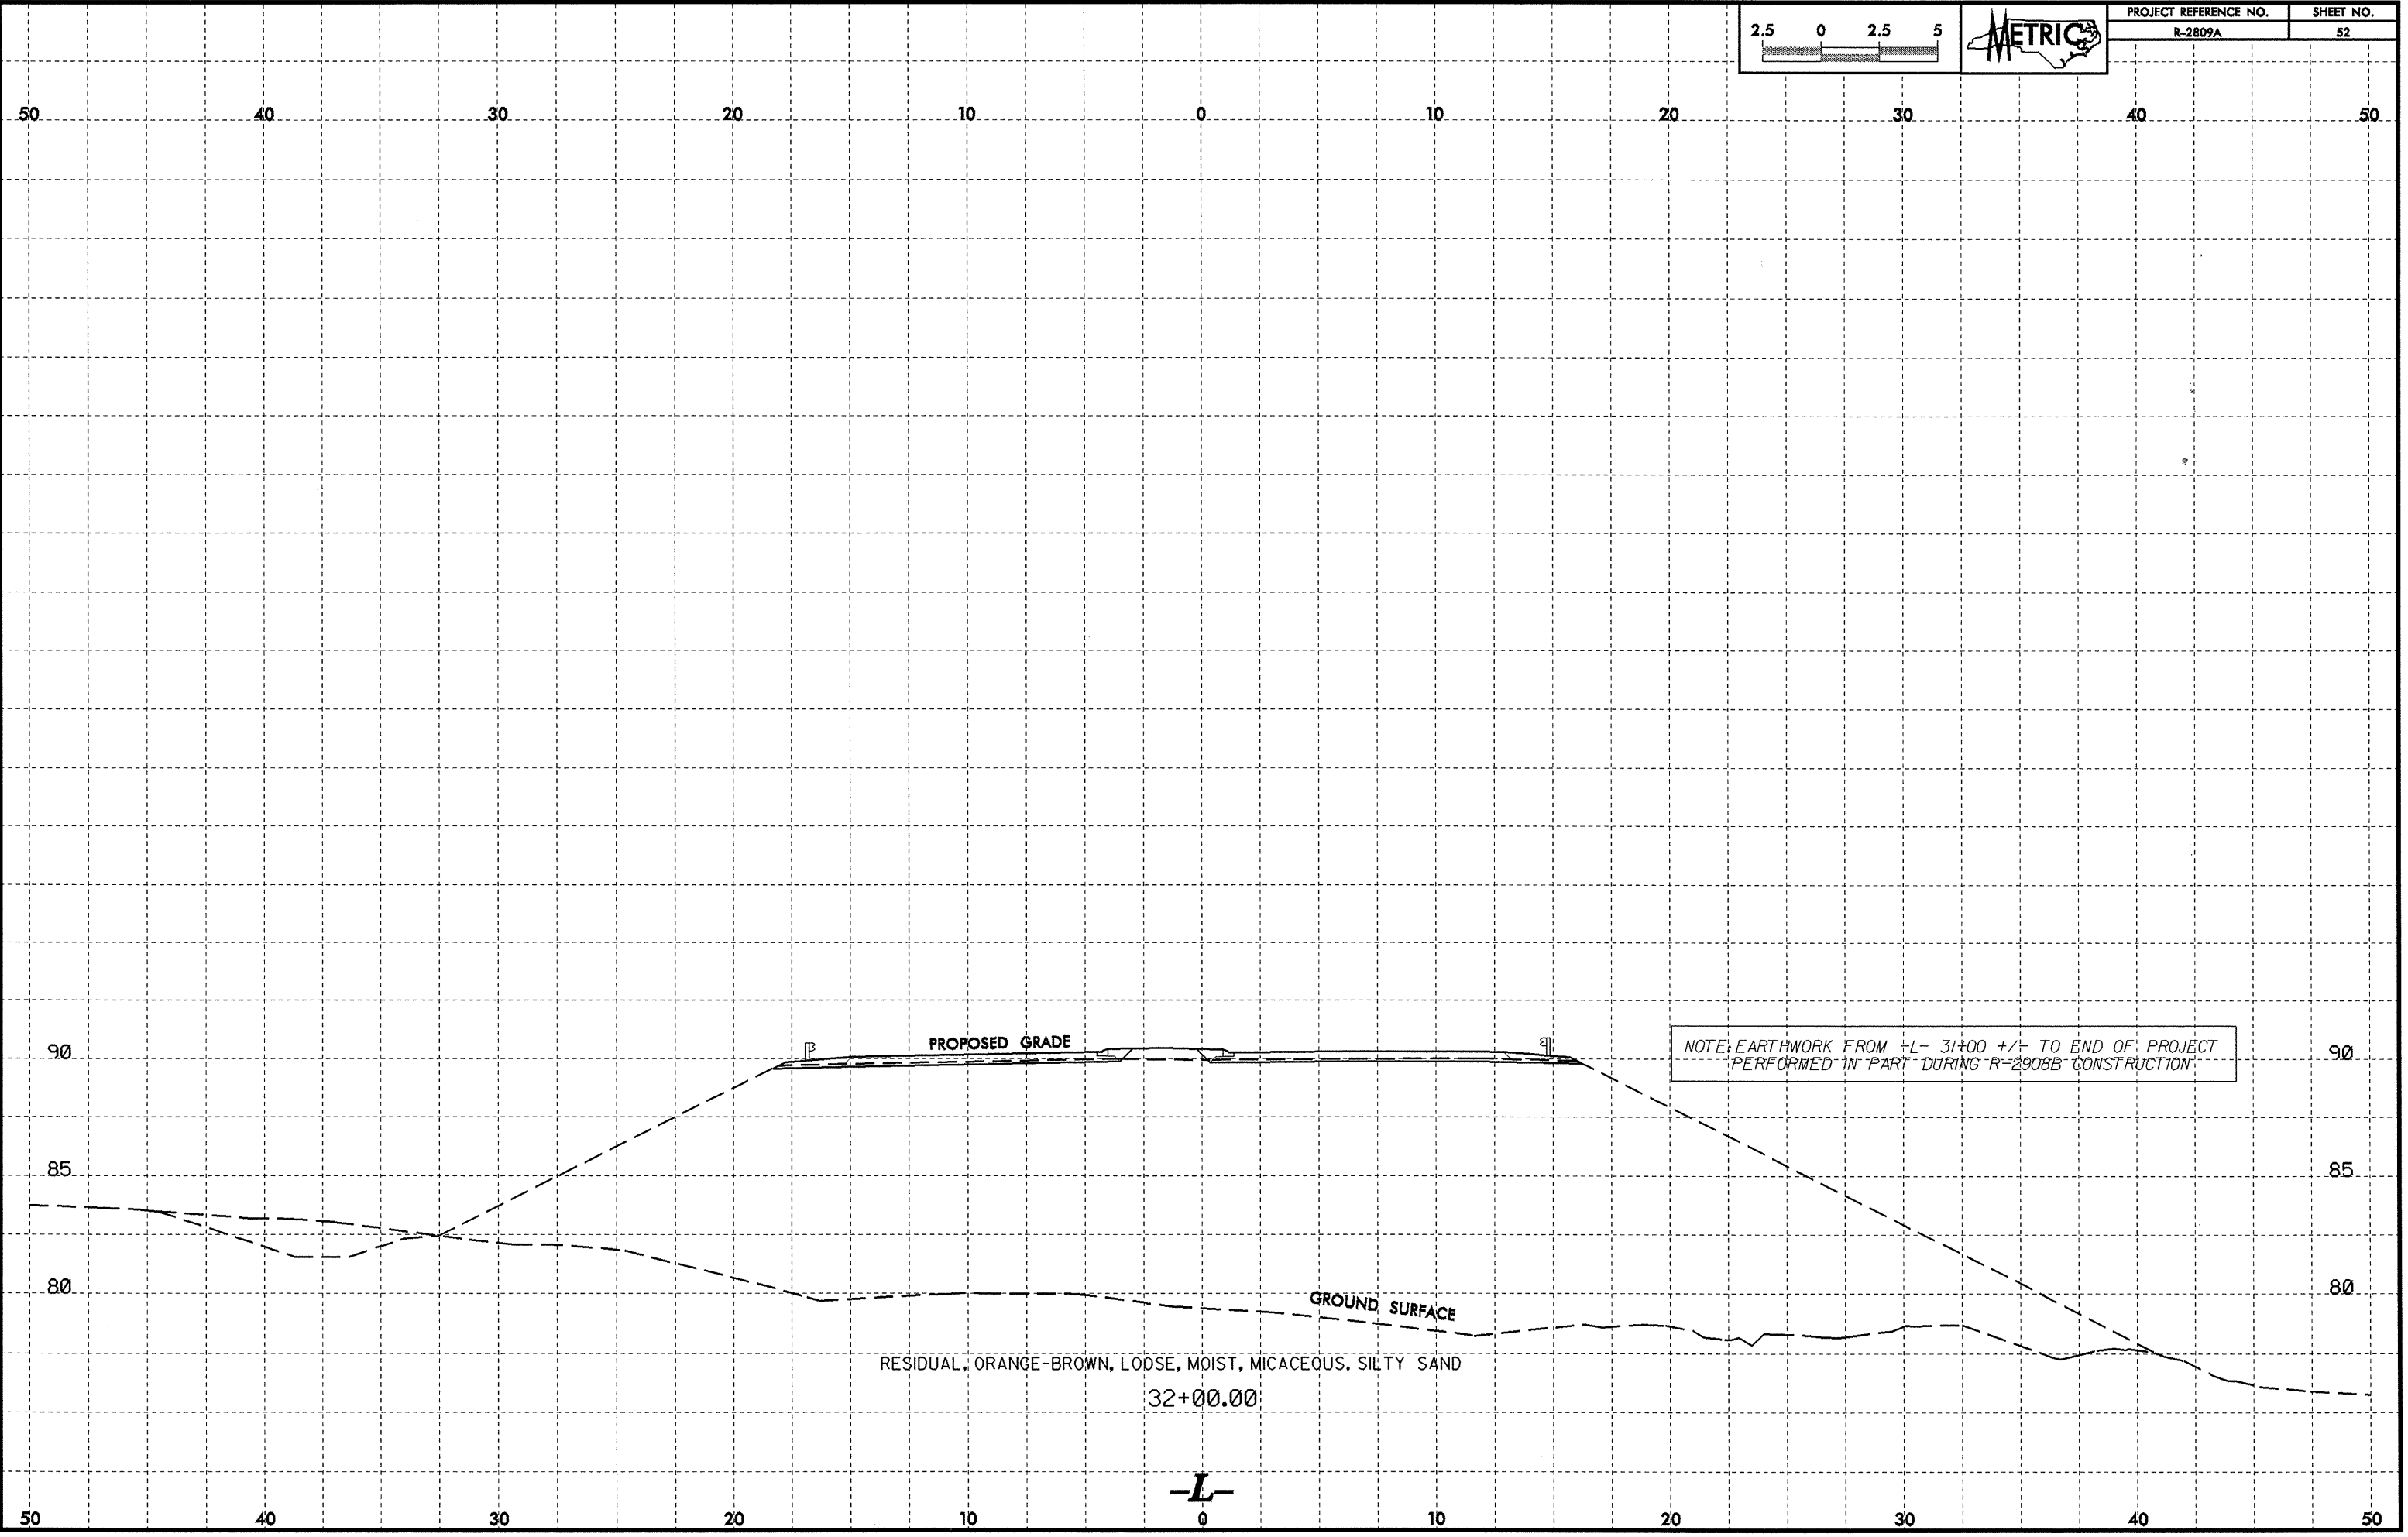 PROJECT REFERENCE NO. SHEET NO.
2.5 0 2.5 5 METRIC R-2809A 52
50 40 30 20 10 0 10 20 30 40 50
PROPOSED GRADE
90 90
NOTE: EARTHWORK FROM -L- 31+00 +/- TO END OF PROJECT
PERFORMED IN PART DURING R-2908B CONSTRUCTION
85 85
80 80
GROUND SURFACE
RESIDUAL, ORANGE-BROWN, LOOSE, MOIST, MICACEOUS, SILTY SAND
32+00.00
-L-
50 40 30 20 10 0 10 20 30 40 50